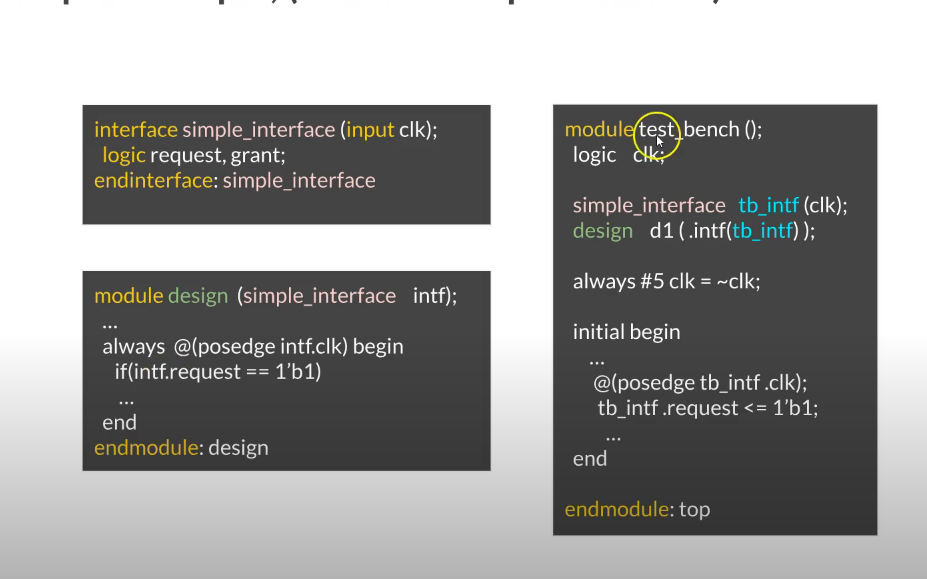 interface simple_interface (input clk);
logic request, grant;
endinterface: simple_interface
module design (simple_interface intf);
...
always @(posedge intf.clk) begin
if(intf.request == 1’b1)
...
end
endmodule: design
module test_bench ();
logic clk;
simple_interface tb_intf (clk);
design d1 ( .intf(tb_intf) );
always #5 clk = ~clk;
initial begin
...
@(posedge tb_intf .clk);
tb_intf .request <= 1’b1;
...
end
endmodule: top